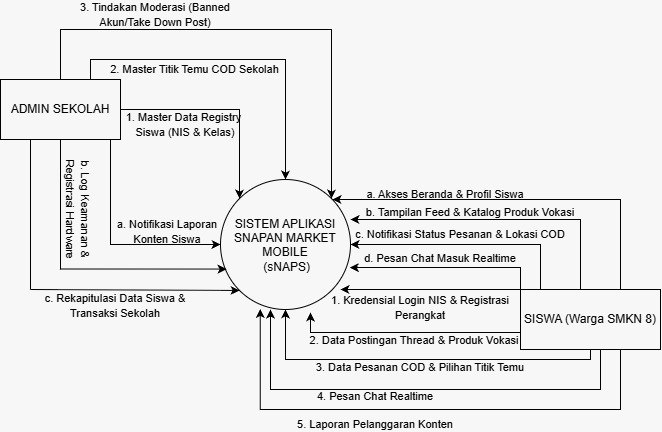 3. Tindakan Moderasi (Banned
Akun/Take Down Post)
2. Master Titik Temu COD Sekolah
ADMIN SEKOLAH
1. Master Data Registry
Siswa (NIS & Kelas)
b. Log Keamanan &
Registrasi Hardware
a. Notifikasi Laporan
Konten Siswa
c. Rekapitulasi Data Siswa &
Transaksi Sekolah
SISTEM APLIKASI
SNAPAN MARKET
MOBILE
(sNAPS)
a. Akses Beranda & Profil Siswa
b. Tampilan Feed & Katalog Produk Vokasi
c. Notifikasi Status Pesanan & Lokasi COD
d. Pesan Chat Masuk Realtime
1. Kredensial Login NIS & Registrasi
Perangkat
SISWA (Warga SMKN 8)
2. Data Postingan Thread & Produk Vokasi
3. Data Pesanan COD & Pilihan Titik Temu
4. Pesan Chat Realtime
5. Laporan Pelanggaran Konten